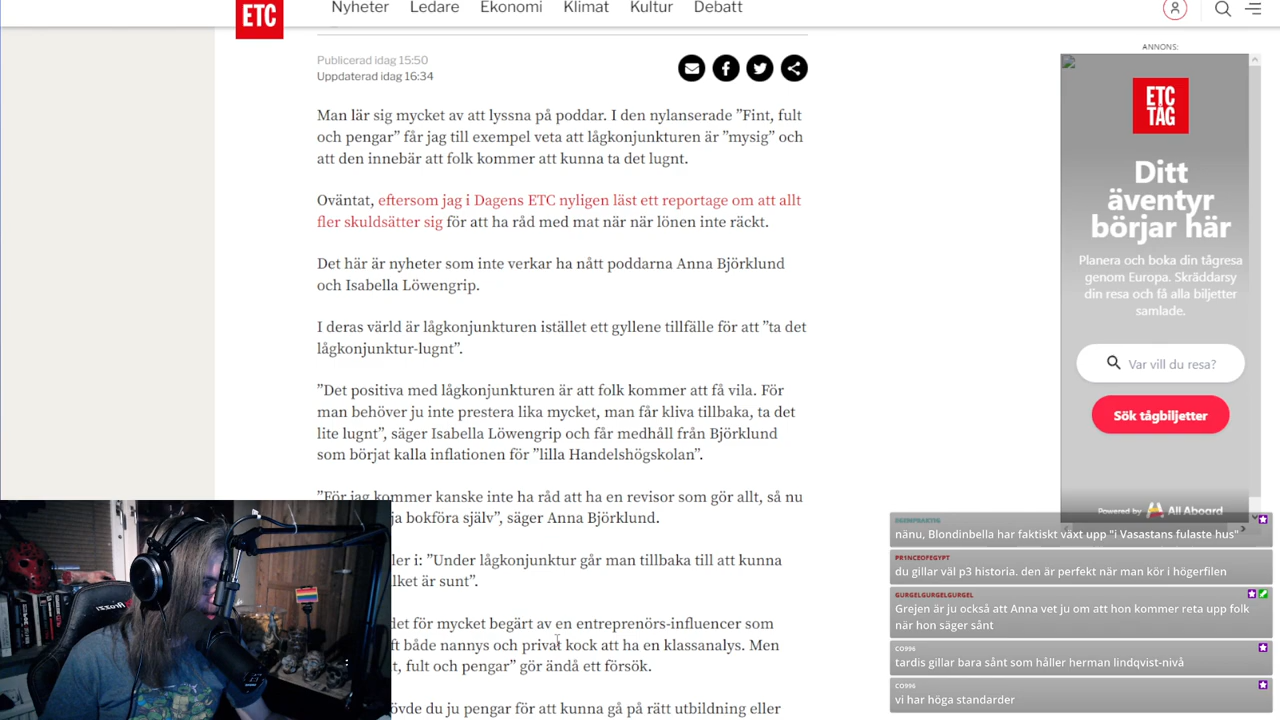 ETC
Nyheter Ledare Ekonomi Klimat Kultur Debatt
Publicerad idag 15:50
Uppdaterad idag 16:34
Man lär sig mycket av att lyssna på poddar. I den nylanserade ”Fint, fult
och pengar” får jag till exempel veta att lågkonjunkturen är ”mysig” och
att den innebär att folk kommer att kunna ta det lugnt.
Oväntat, eftersom jag i Dagens ETC nyligen läst ett reportage om att allt
fler skuldsätter sig för att ha råd med mat när när lönen inte räckt.
Det här är nyheter som inte verkar ha nått poddarna Anna Björklund
och Isabella Löwengrip.
I deras värld är lågkonjunkturen istället ett gyllene tillfälle för att ”ta det
lågkonjunktur-lugnt”.
”Det positiva med lågkonjunkturen är att folk kommer att få vila. För
man behöver ju inte prestera lika mycket, man får kliva tillbaka, ta det
lite lugnt”, säger Isabella Löwengrip och får medhåll från Björklund
som börjat kalla inflationen för ”lilla Handelshögskolan”.
”För jag kommer kanske inte ha råd att ha en revisor som gör allt, så nu
ja bokföra själv”, säger Anna Björklund.
ler i: ”Under lågkonjunktur går man tillbaka till att kunna
lket är sunt”.
det för mycket begärt av en entreprenörs-influencer som
ft både nannys och privat kock att ha en klassanalys. Men
t, fult och pengar” gör ändå ett försök.
övde du ju pengar för att kunna gå på rätt utbildning eller
ANNONS:
ETC
TAG
Ditt
äventyr
börjar här
Planera och boka din tågresa
genom Europa. Skräddarsy
din resa och få alla biljetter
samlade.
Var vill du resa?
Sök tågbiljetter
Powered by All Aboard
nänu, Blondinbella har faktiskt växt upp "i Vasastans fulaste hus"
PR1NCEOFEGYPT
du gillar väl p3 historia. den är perfekt när man kör i högerfilen
GURGELGURGELGURGEL
Grejen är ju också att Anna vet ju om att hon kommer reta upp folk
när hon säger sånt
CO996
tardis gillar bara sånt som håller herman lindqvist-nivå
CO996
vi har höga standarder